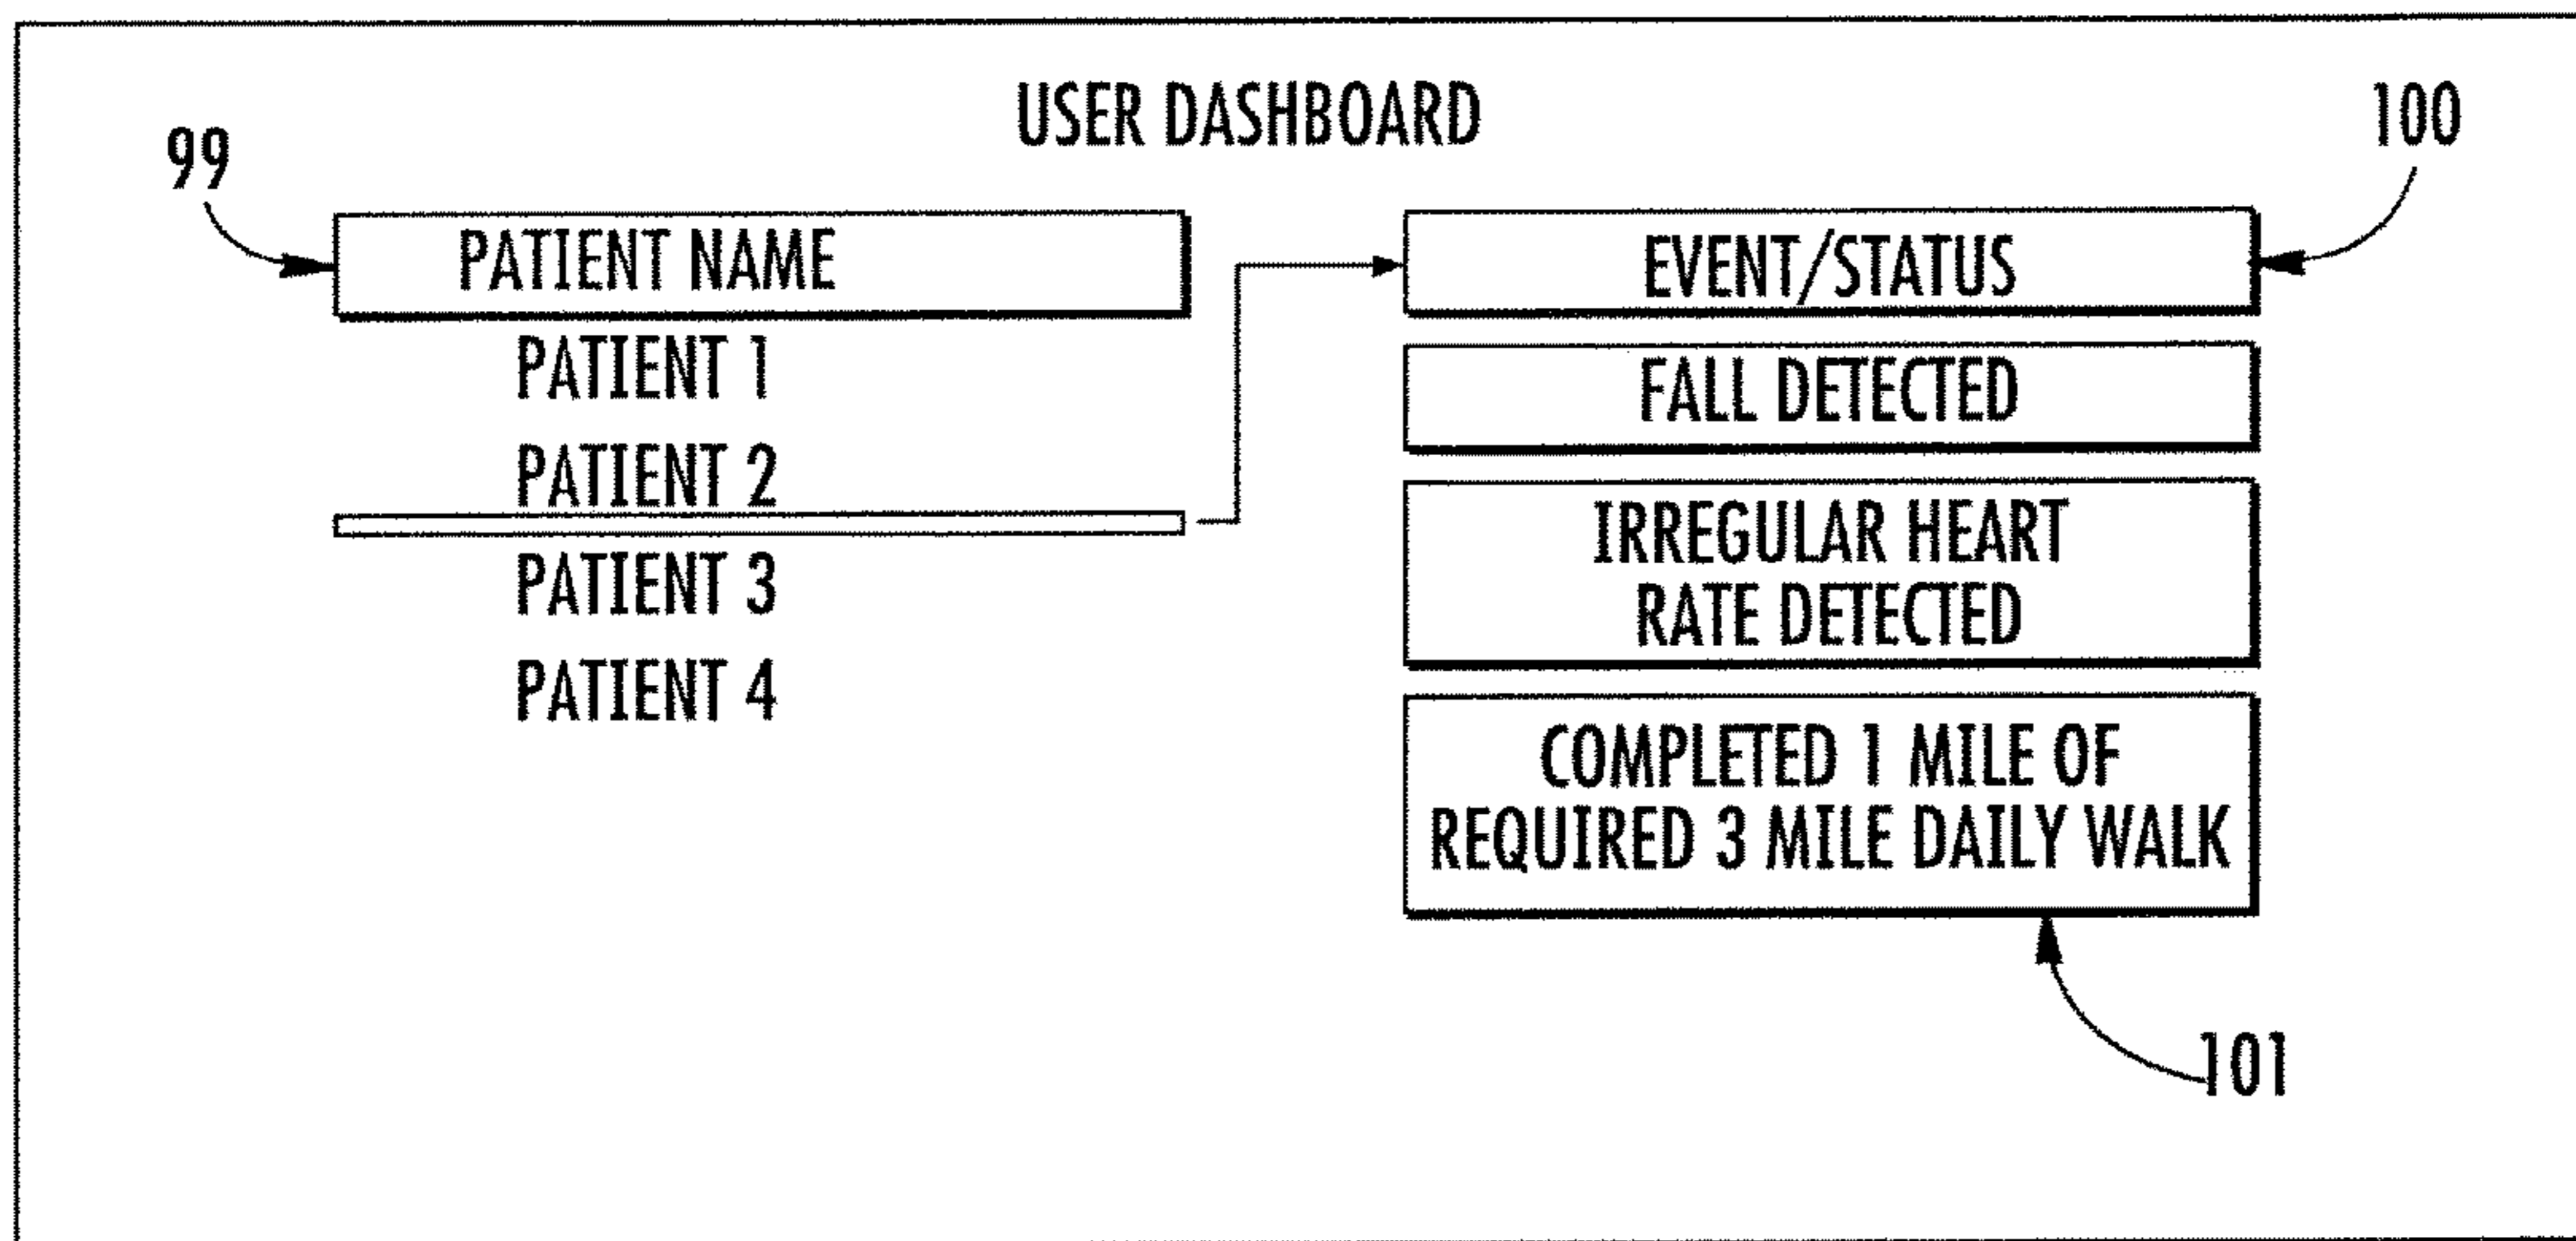 USER DASHBOARD
99
100
PATIENT NAME
PATIENT 1
PATIENT 2
PATIENT 3
PATIENT 4
EVENT/STATUS
FALL DETECTED
IRREGULAR HEART
RATE DETECTED
COMPLETED 1 MILE OF
REQUIRED 3 MILE DAILY WALK
101